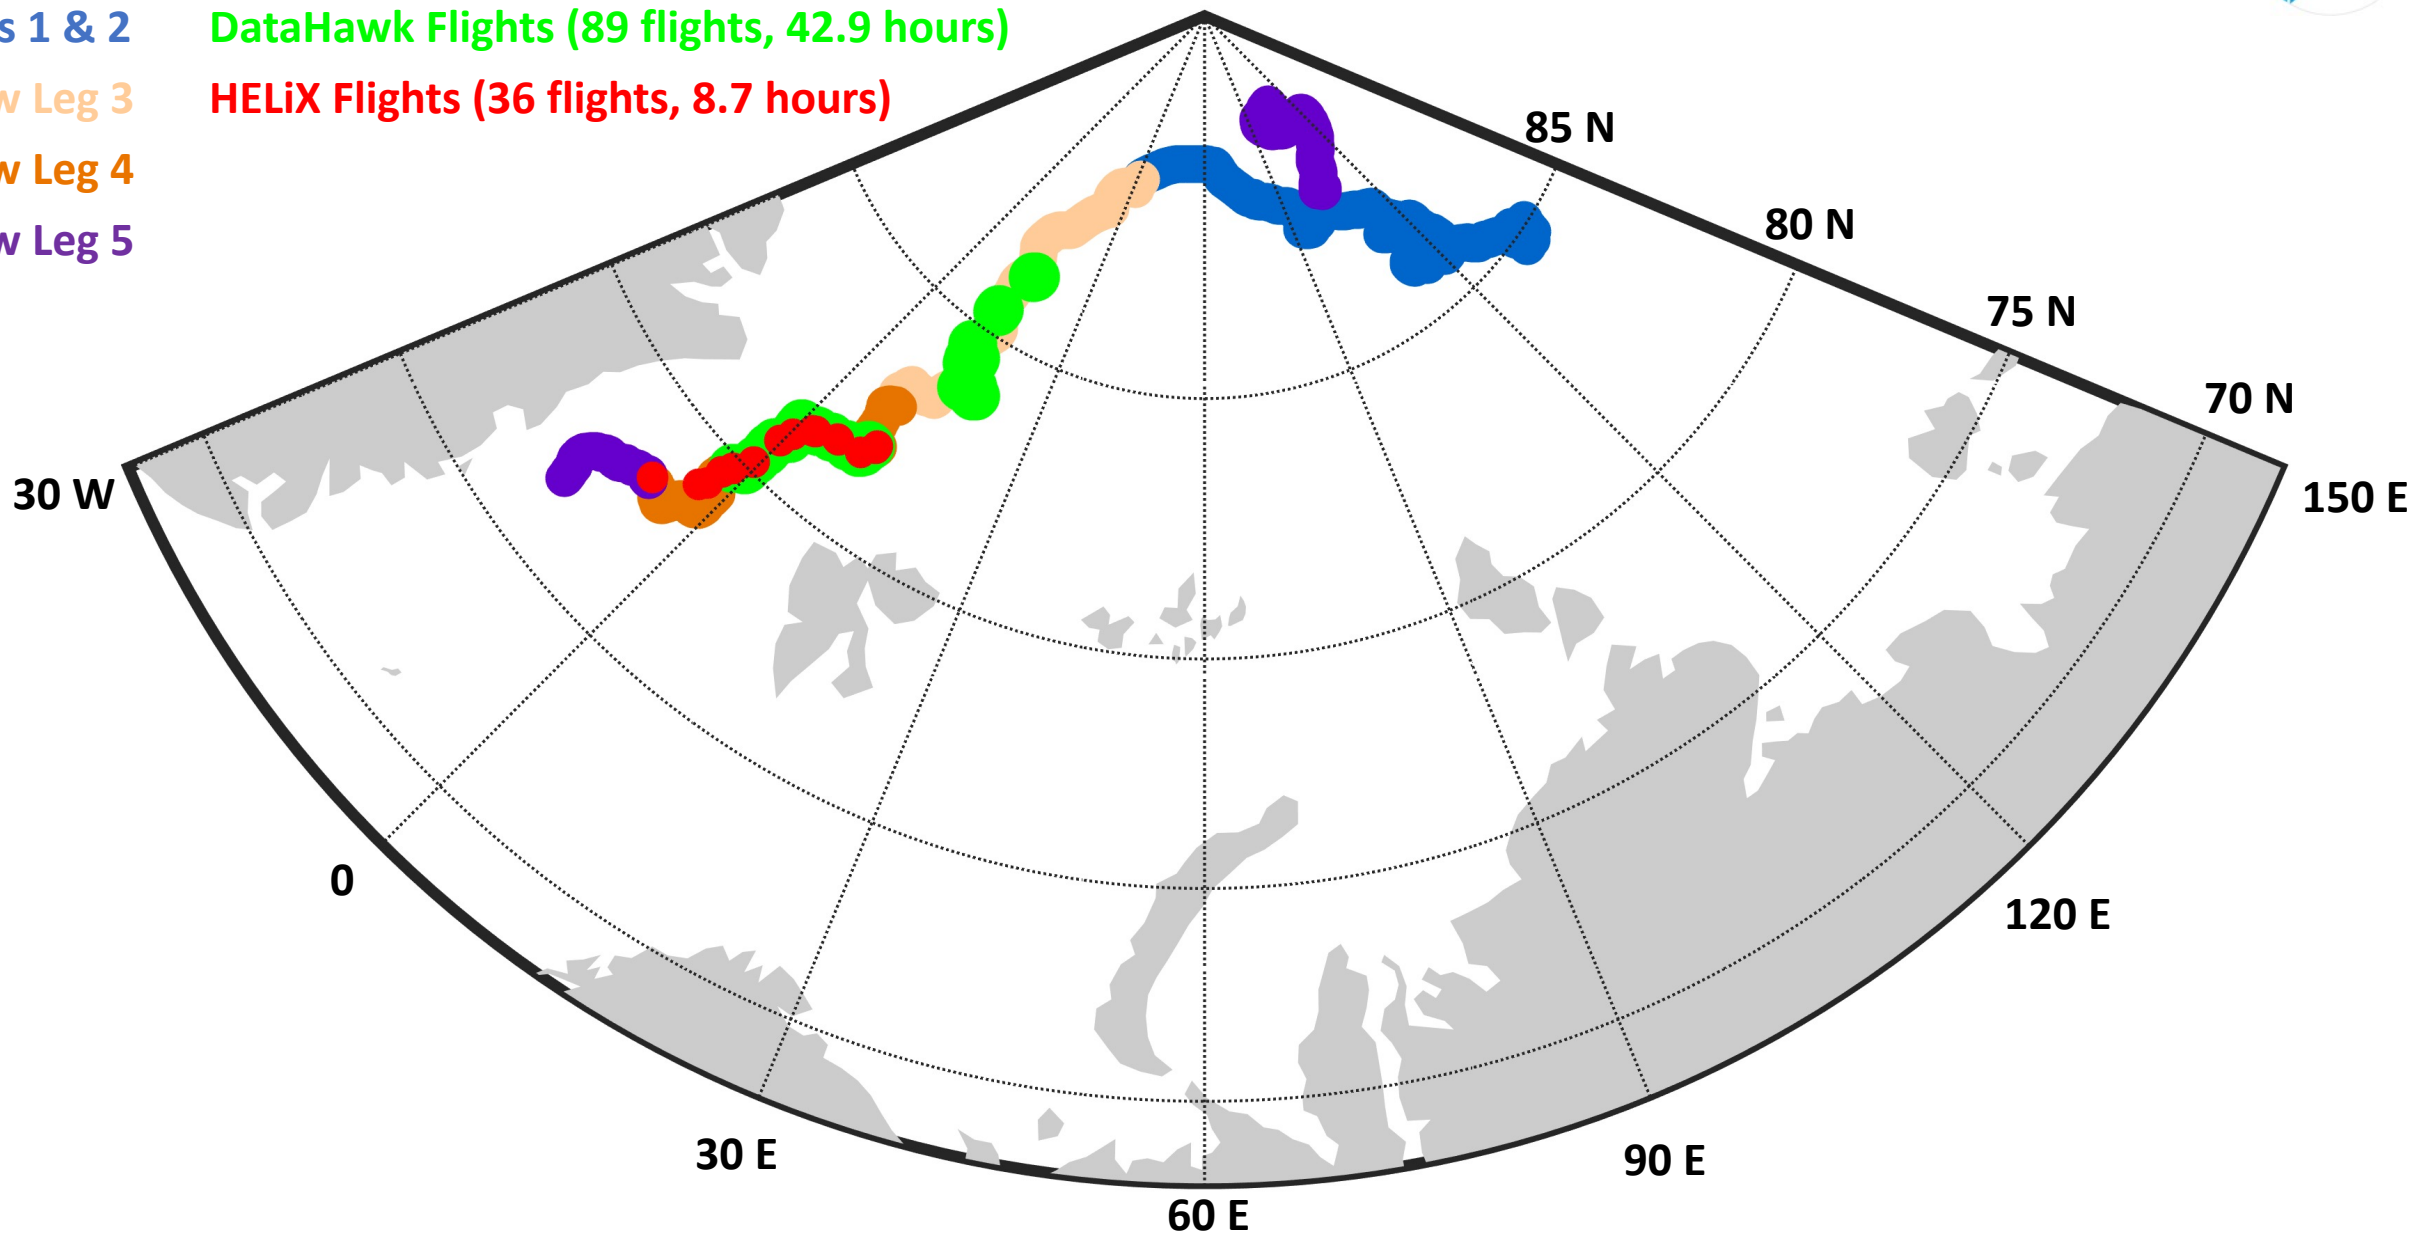 s 1 & 2
DataHawk Flights (89 flights, 42.9 hours)
w Leg 3
HELiX Flights (36 flights, 8.7 hours)
w Leg 4
w Leg 5
85 N
80 N
75 N
70 N
30 W
150 E
0
120 E
30 E
90 E
60 E